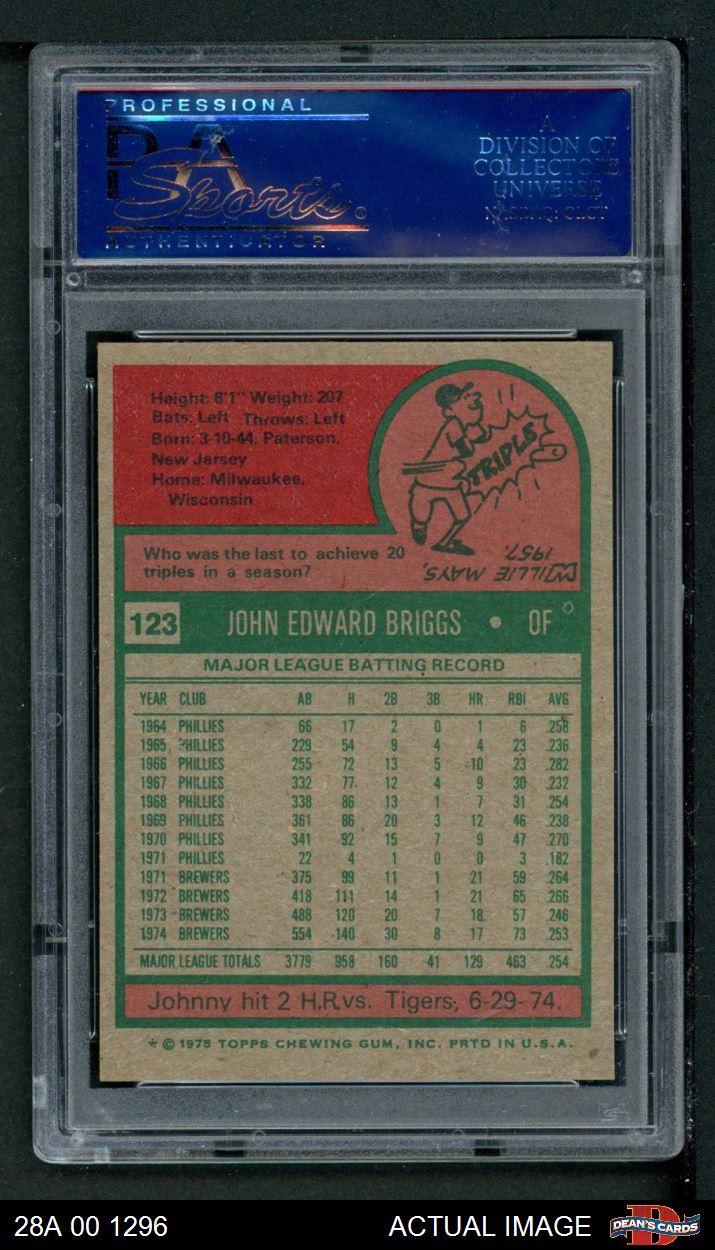 PROFESSIONAL
PSA
Sports®
AUTHENTICATOR
A
DIVISION OF
COLLECTORS
UNIVERSE
NASDAQ: CLCT
Height: 6'1" Weight: 207
Bats: Left Throws: Left
Born: 3-10-44, Paterson,
New Jersey
Home: Milwaukee,
Wisconsin
TRIPLE
Who was the last to achieve 20
triples in a season?
WILLIE MAYS,
1957.
123 JOHN EDWARD BRIGGS • OF
MAJOR LEAGUE BATTING RECORD
YEAR CLUB AB H 2B 3B HR RBI AVG
1964 PHILLIES 66 17 2 0 1 6 .258
1965 PHILLIES 229 54 9 4 4 23 .236
1966 PHILLIES 255 72 13 5 10 23 .282
1967 PHILLIES 332 77 12 4 9 30 .232
1968 PHILLIES 338 86 13 1 7 31 .254
1969 PHILLIES 361 86 20 3 12 46 .238
1970 PHILLIES 341 92 15 7 9 47 .270
1971 PHILLIES 22 4 1 0 0 3 .182
1971 BREWERS 375 99 11 1 21 59 .264
1972 BREWERS 418 111 14 1 21 65 .266
1973 BREWERS 488 120 20 7 18 57 .246
1974 BREWERS 554 140 30 8 17 73 .253
MAJOR LEAGUE TOTALS 3779 958 160 41 129 463 .254
Johnny hit 2 H.R. vs. Tigers, 6-29-74.
* © 1975 TOPPS CHEWING GUM, INC. PRTD IN U.S.A.
28A 00 1296
ACTUAL IMAGE
DEAN'S CARDS